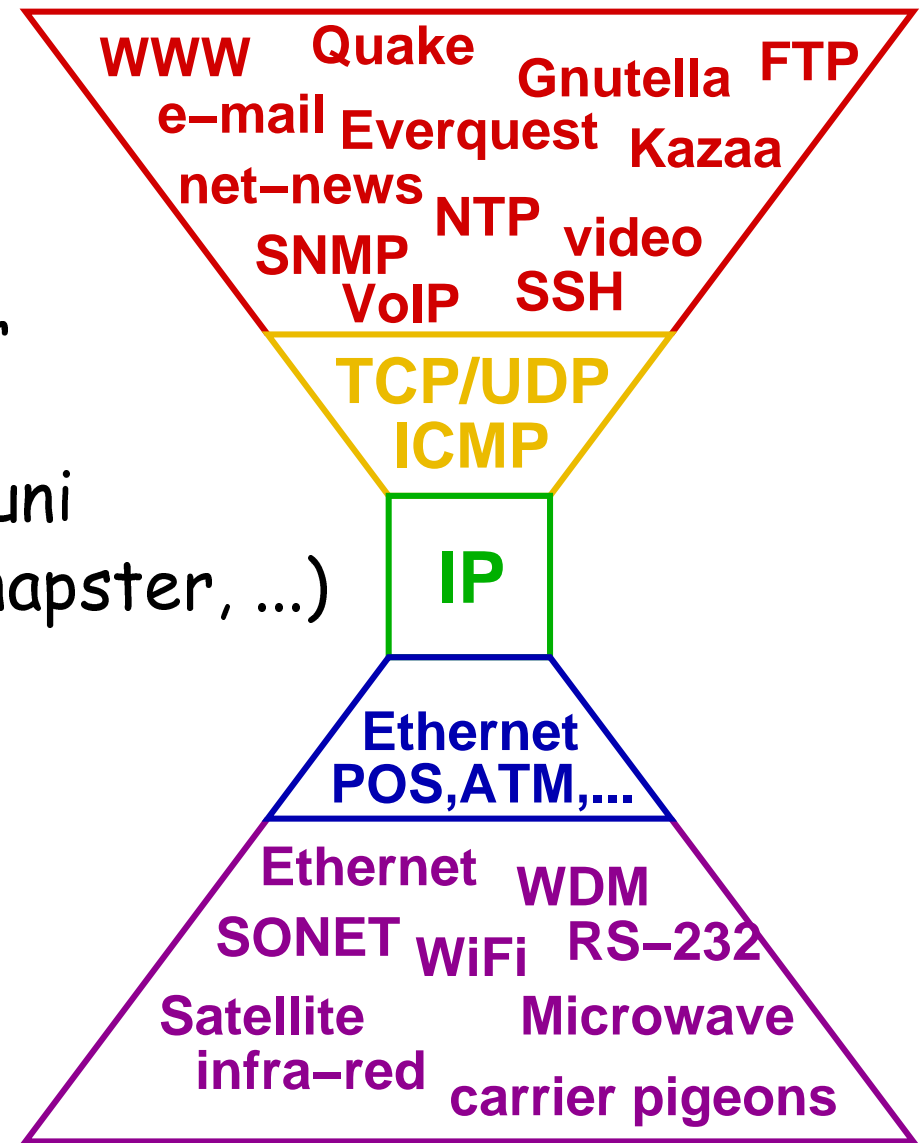 WWW Quake Gnutella FTP
e–mail Everquest Kazaa
net–news NTP video
SNMP
VoIP SSH
TCP/UDP
ICMP
uni
napster, ...)
IP
Ethernet
POS,ATM,...
Ethernet WDM
SONET WiFi RS–232
Satellite Microwave
infra–red carrier pigeons